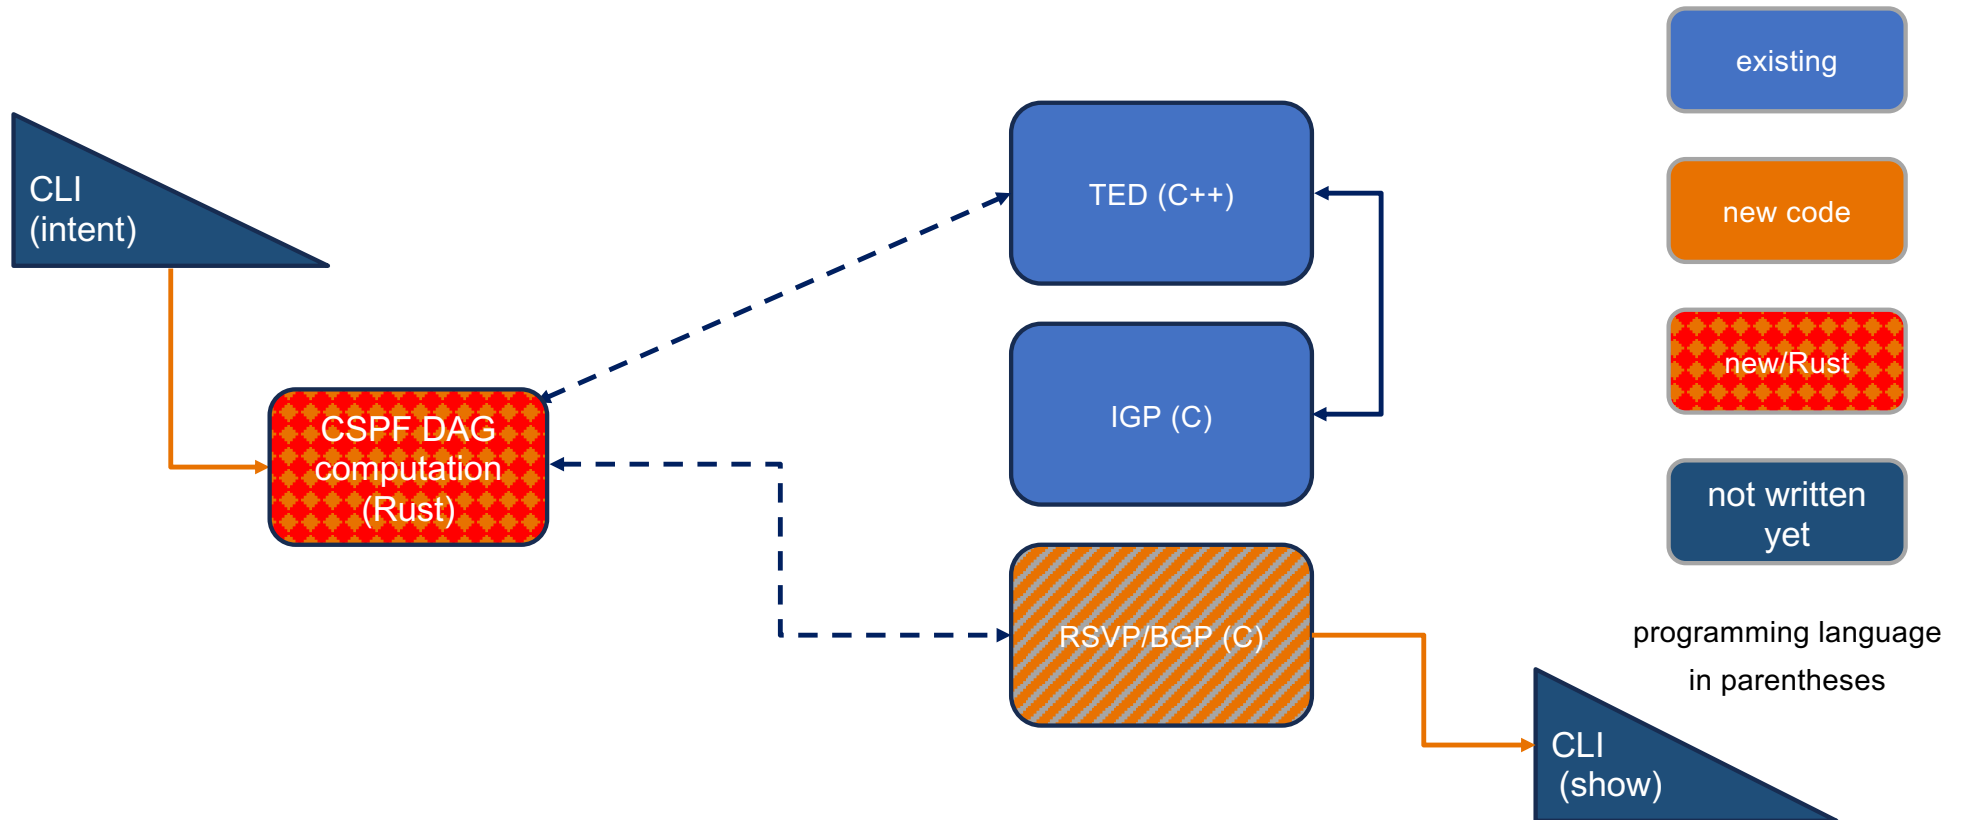 CLI
(intent)
CSPF DAG
computation
(Rust)
TED (C++)
IGP (C)
RSVP/BGP (C)
CLI
(show)
existing
new code
new/Rust
not written
yet
programming language
in parentheses